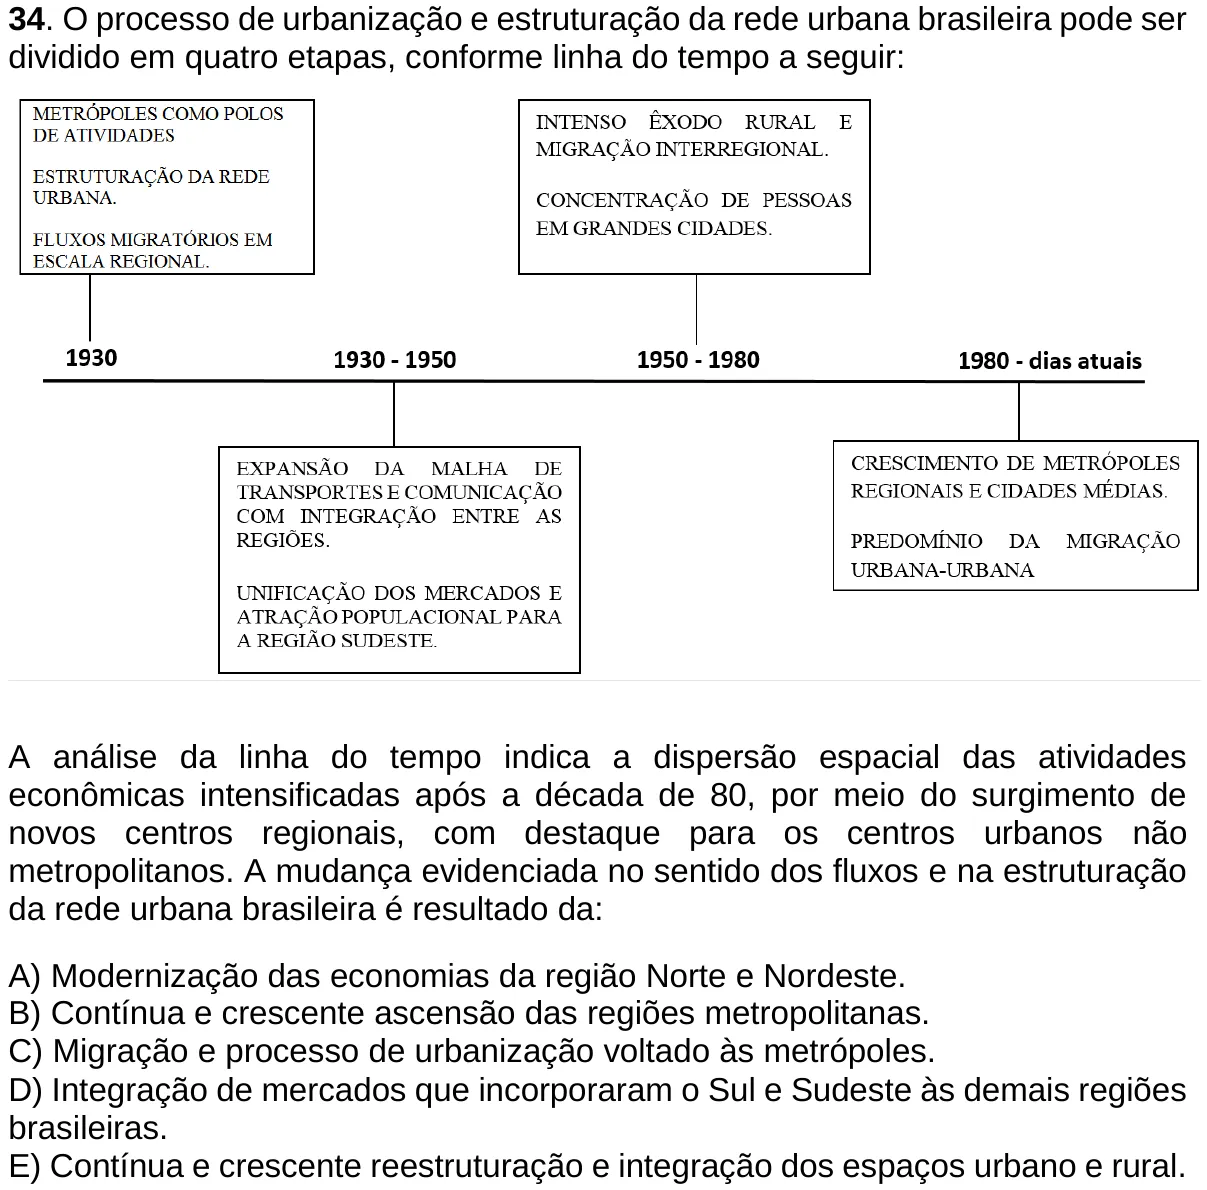 34. O processo de urbanização e estruturação da rede urbana brasileira pode ser
dividido em quatro etapas, conforme linha do tempo a seguir:
METRÓPOLES COMO POLOS
DE ATIVIDADES
ESTRUTURAÇÃO DA REDE
URBANA.
FLUXOS MIGRATÓRIOS EM
ESCALA REGIONAL.
INTENSO ÊXODO RURAL E
MIGRAÇÃO INTERREGIONAL.
CONCENTRAÇÃO DE PESSOAS
EM GRANDES CIDADES.
1930
1930 - 1950
1950 - 1980
1980 - dias atuais
EXPANSÃO DA MALHA DE
TRANSPORTES E COMUNICAÇÃO
COM INTEGRAÇÃO ENTRE AS
REGIÕES.
UNIFICAÇÃO DOS MERCADOS E
ATRAÇÃO POPULACIONAL PARA
A REGIÃO SUDESTE.
CRESCIMENTO DE METRÓPOLES
REGIONAIS E CIDADES MÉDIAS.
PREDOMÍNIO DA MIGRAÇÃO
URBANA-URBANA
A análise da linha do tempo indica a dispersão espacial das atividades
econômicas intensificadas após a década de 80, por meio do surgimento de
novos centros regionais, com destaque para os centros urbanos não
metropolitanos. A mudança evidenciada no sentido dos fluxos e na estruturação
da rede urbana brasileira é resultado da:
A) Modernização das economias da região Norte e Nordeste.
B) Contínua e crescente ascensão das regiões metropolitanas.
C) Migração e processo de urbanização voltado às metrópoles.
D) Integração de mercados que incorporaram o Sul e Sudeste às demais regiões
brasileiras.
E) Contínua e crescente reestruturação e integração dos espaços urbano e rural.